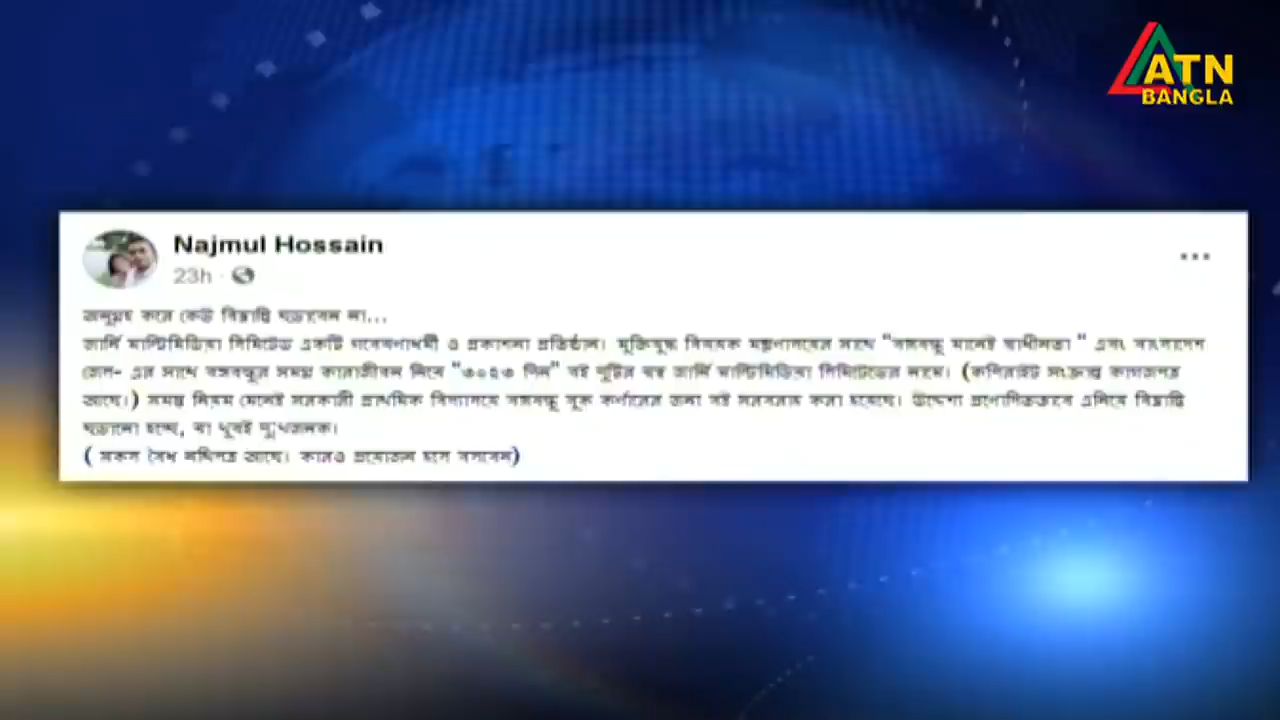 ATN
BANGLA
Najmul Hossain
23h
অনুগ্রহ করে কেউ বিভ্রান্তি ছড়াবেন না...
জার্নি মাল্টিমিডিয়া লিমিটেড একটি গবেষণাধর্মী ও প্রকাশনা প্রতিষ্ঠান। মুক্তিযুদ্ধ বিষয়ক মন্ত্রণালয়ের সাথে "বঙ্গবন্ধু মানেই স্বাধীনতা " এবং বাংলাদেশ
জেল- এর সাথে বঙ্গবন্ধুর সমগ্র কারাজীবন নিয়ে "৩০৫৩ দিন" বই দুটির স্বত্ব জার্নি মাল্টিমিডিয়া লিমিটেডের নামে। (কপিরাইট সংক্রান্ত কাগজপত্র
আছে।) সমস্ত নিয়ম মেনেই সরকারী প্রাথমিক বিদ্যালয়ে বঙ্গবন্ধু বুক কর্ণারের জন্য বই সরবরাহ করা হয়েছে। উদ্দেশ্য প্রণোদিতভাবে এনিয়ে বিভ্রান্তি
ছড়ানো হচ্ছে, যা খুবই দু:খজনক।
( সকল বৈধ নথিপত্র আছে। কারও প্রয়োজন হলে বলবেন)